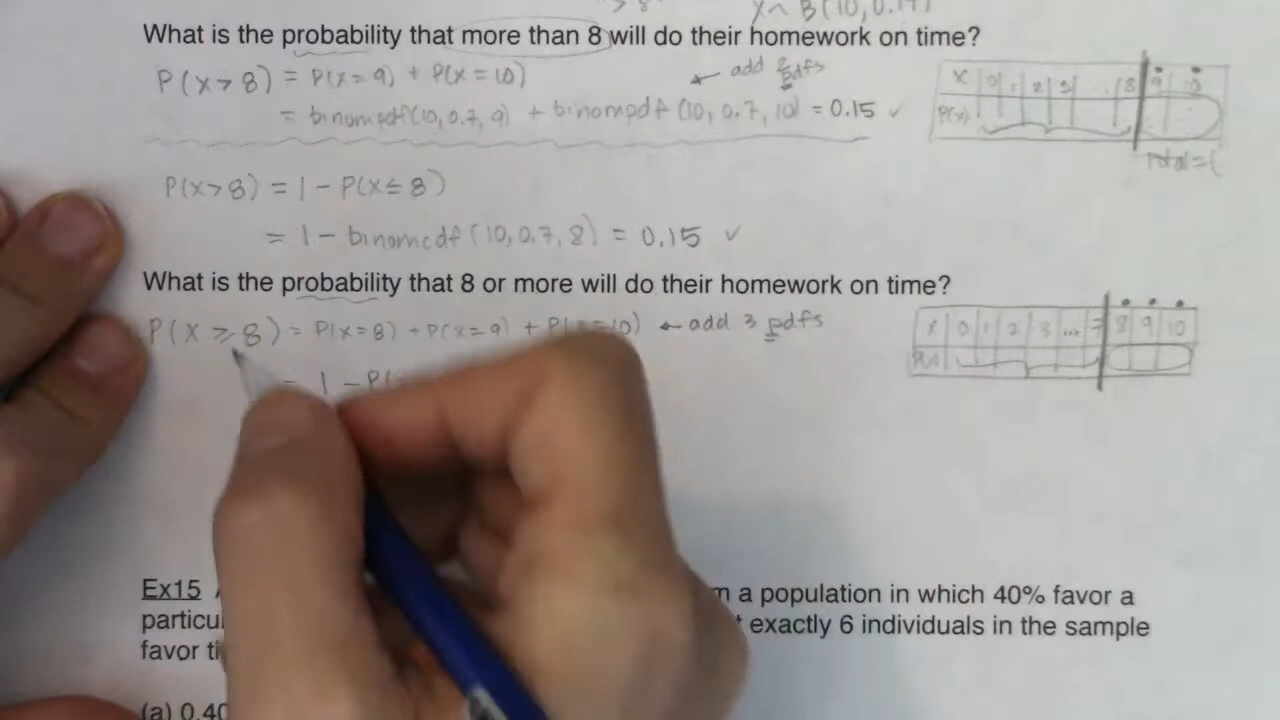 > 8
X ~ B(10, 0.7)
What is the probability that more than 8 will do their homework on time?
P(X > 8) = P(X = 9) + P(X = 10) ← add 2 pdfs
= binompdf(10, 0.7, 9) + binompdf(10, 0.7, 10) = 0.15 ✓
X 0 1 2 3 . . . 8 9 10
P(x)
total = 1
P(X > 8) = 1 - P(X ≤ 8)
= 1 - binomcdf(10, 0.7, 8) = 0.15 ✓
What is the probability that 8 or more will do their homework on time?
P(X ≥ 8) = P(X = 8) + P(X = 9) + P(X = 10) ← add 3 pdfs
X 0 1 2 3 ... 7 8 9 10
P(x)
= 1 - P(
Ex15 a population in which 40% favor a
exactly 6 individuals in the sample
favor
(a) 0.40